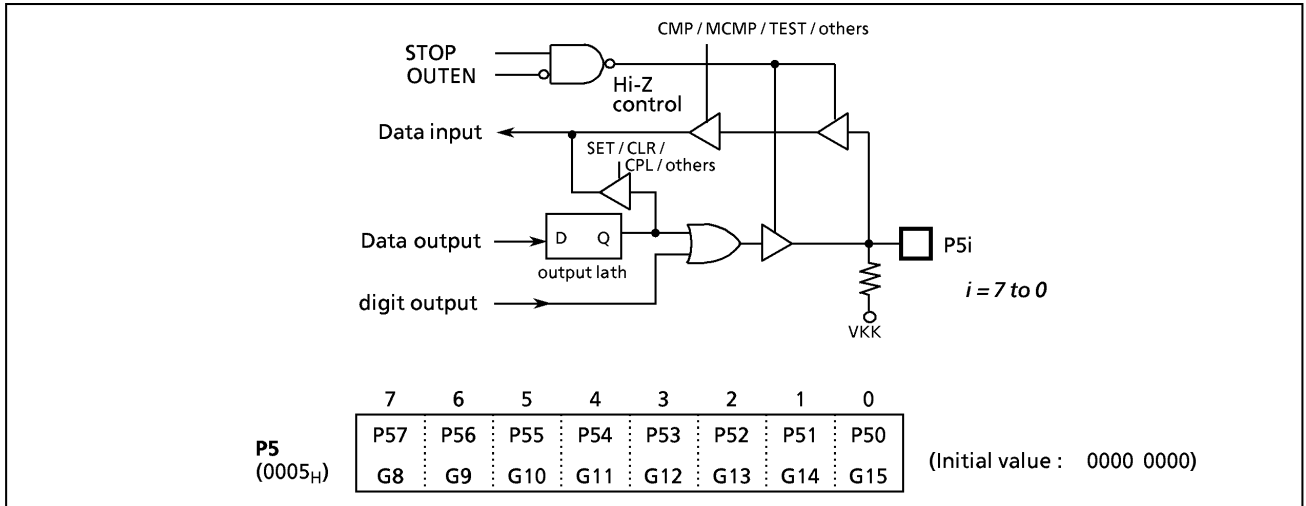 CMP / MCMP / TEST / others
STOP
OUTEN
Hi-Z
control
Data input
SET / CLR /
CPL / others
Data output
D Q
output lath
digit output
P5i
i = 7 to 0
VKK
7 6 5 4 3 2 1 0
P5
(0005H)
P57 P56 P55 P54 P53 P52 P51 P50
G8 G9 G10 G11 G12 G13 G14 G15
(Initial value : 0000 0000)